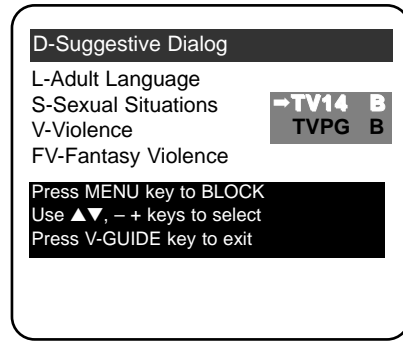 D-Suggestive Dialog
L-Adult Language
S-Sexual Situations
➡TV14 B
V-Violence
TVPG B
FV-Fantasy Violence
Press MENU key to BLOCK
Use ▲▼, – + keys to select
Press V-GUIDE key to exit